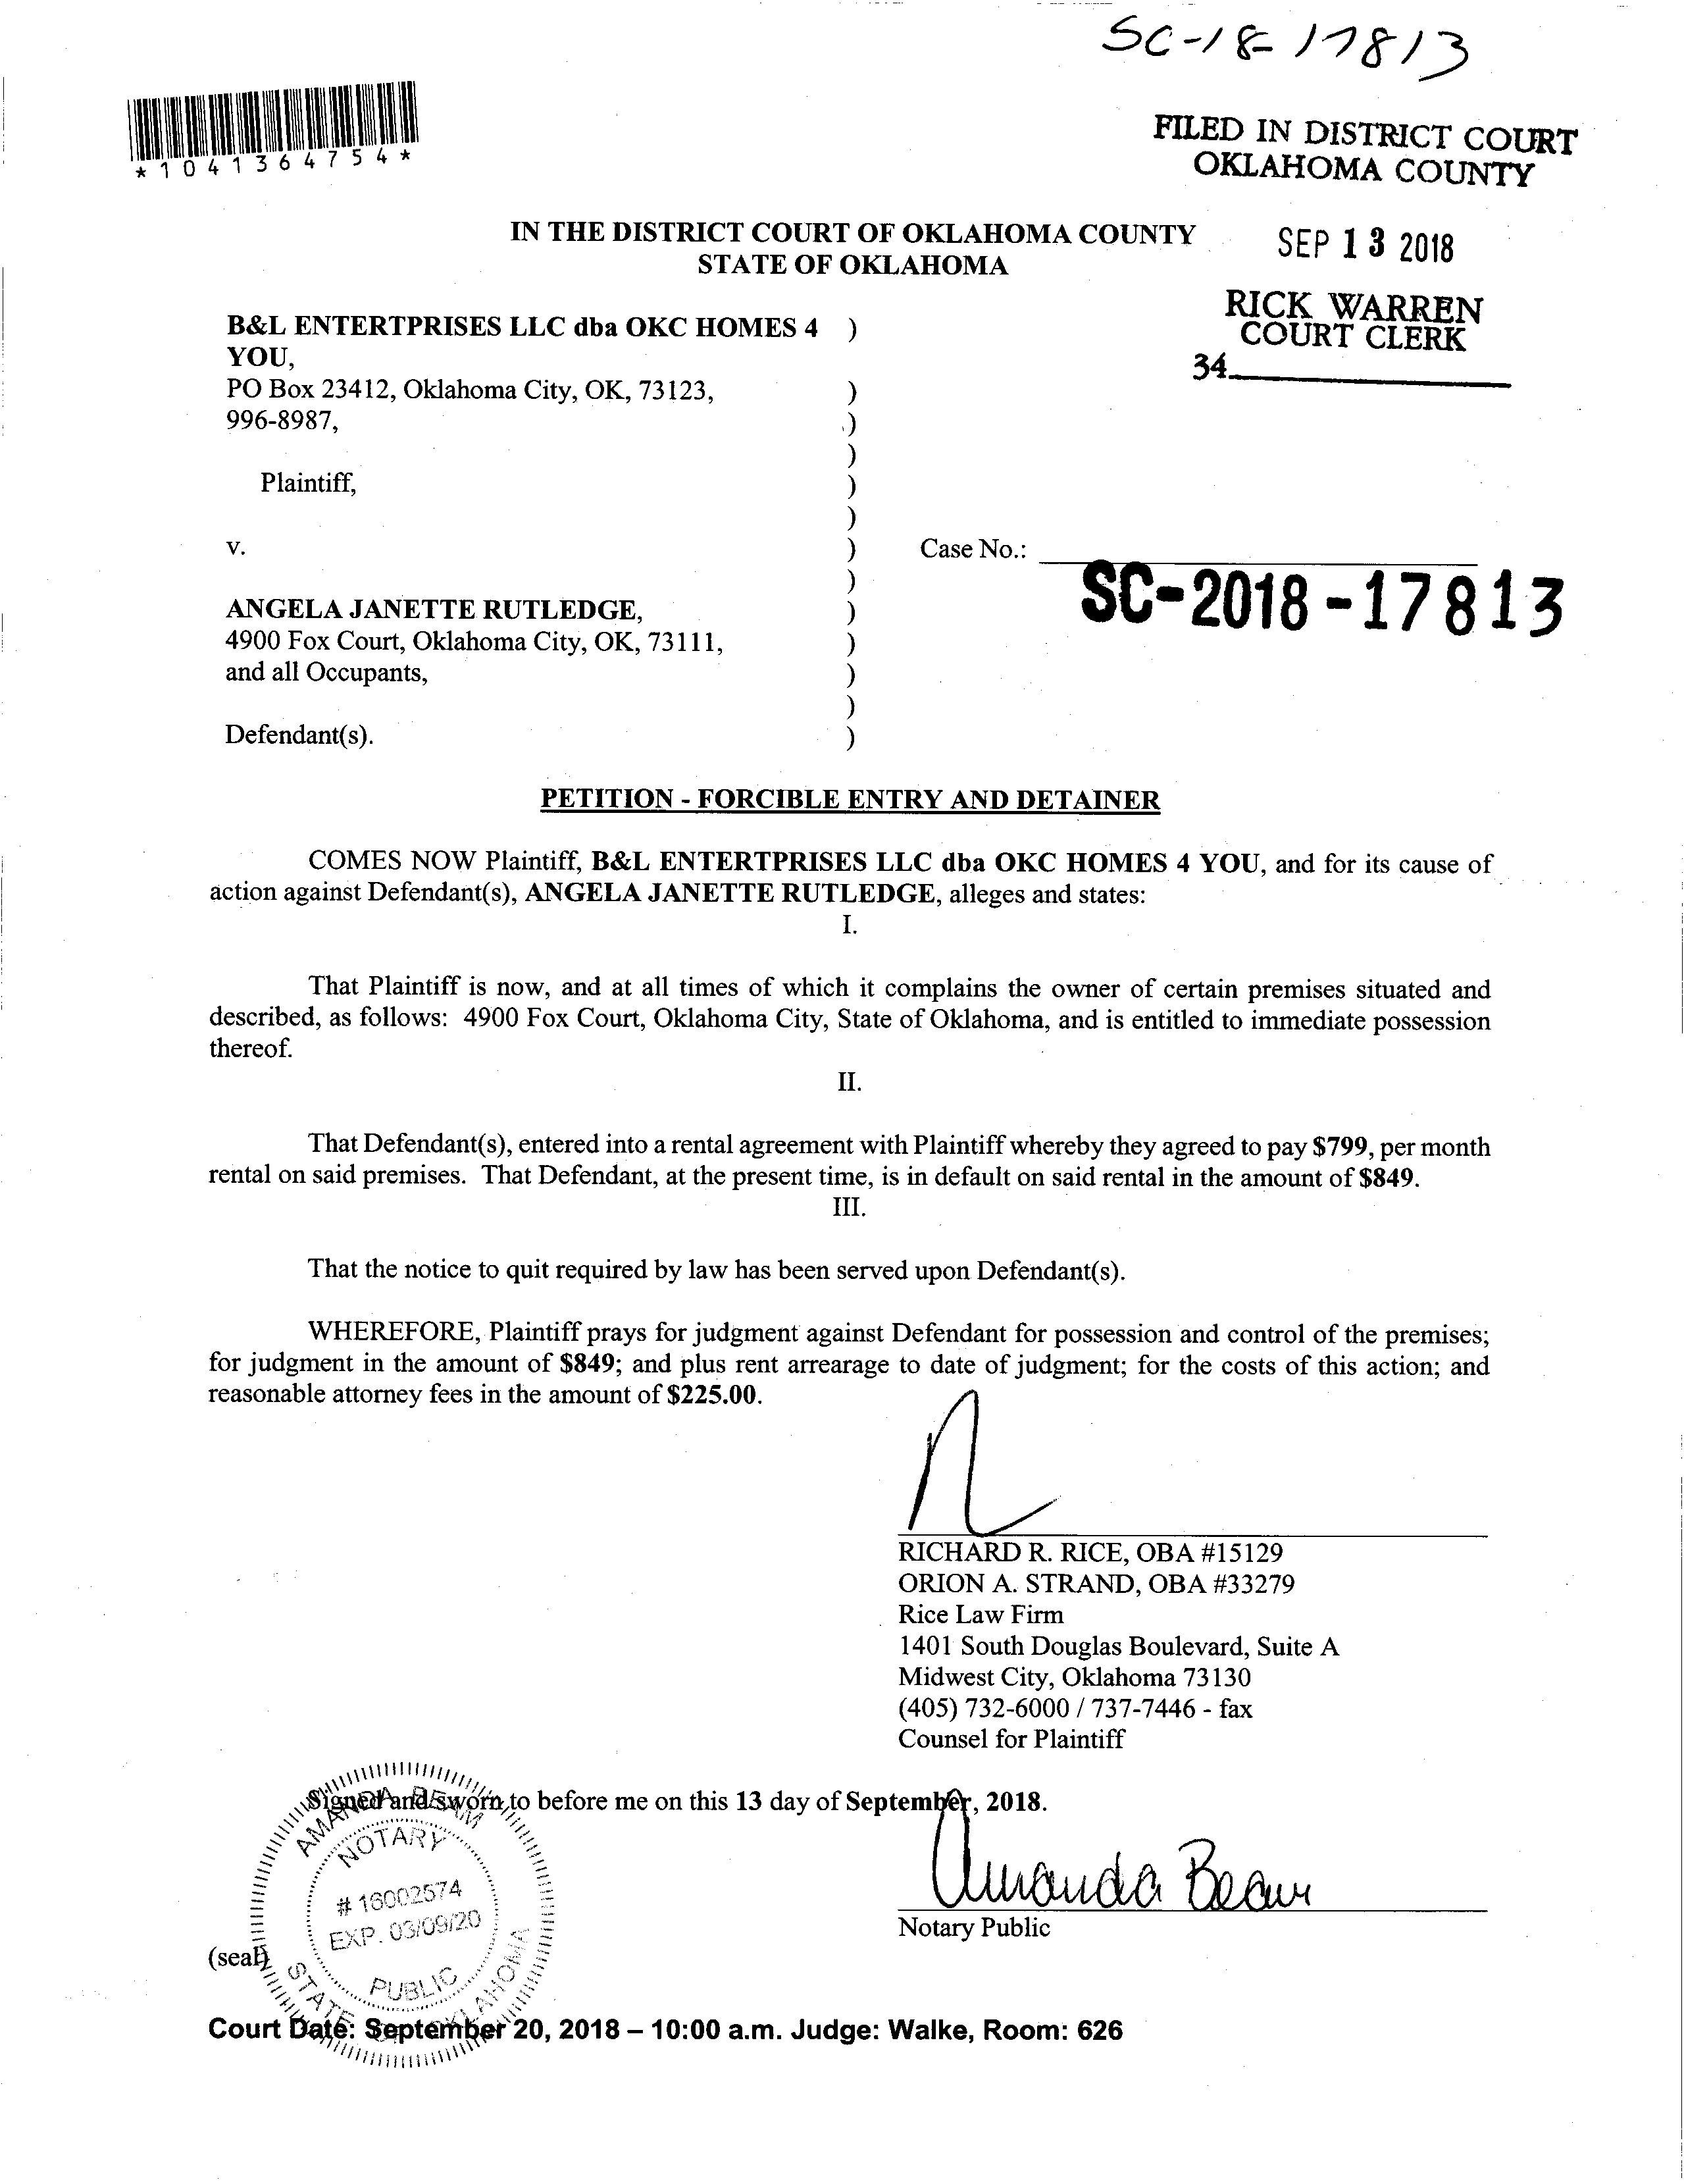 SC-18-17813
*1041364754*
FILED IN DISTRICT COURT
OKLAHOMA COUNTY
IN THE DISTRICT COURT OF OKLAHOMA COUNTY
STATE OF OKLAHOMA
SEP 13 2018
RICK WARREN
COURT CLERK
34
B&L ENTERTPRISES LLC dba OKC HOMES 4 )
YOU,
PO Box 23412, Oklahoma City, OK, 73123, )
996-8987, )
)
Plaintiff, )
)
v. ) Case No.:
)
SC-2018-17813
ANGELA JANETTE RUTLEDGE, )
4900 Fox Court, Oklahoma City, OK, 73111, )
and all Occupants, )
)
Defendant(s). )
PETITION - FORCIBLE ENTRY AND DETAINER
COMES NOW Plaintiff, B&L ENTERTPRISES LLC dba OKC HOMES 4 YOU, and for its cause of
action against Defendant(s), ANGELA JANETTE RUTLEDGE, alleges and states:
I.
That Plaintiff is now, and at all times of which it complains the owner of certain premises situated and
described, as follows: 4900 Fox Court, Oklahoma City, State of Oklahoma, and is entitled to immediate possession
thereof.
II.
That Defendant(s), entered into a rental agreement with Plaintiff whereby they agreed to pay $799, per month
rental on said premises. That Defendant, at the present time, is in default on said rental in the amount of $849.
III.
That the notice to quit required by law has been served upon Defendant(s).
WHEREFORE, Plaintiff prays for judgment against Defendant for possession and control of the premises;
for judgment in the amount of $849; and plus rent arrearage to date of judgment; for the costs of this action; and
reasonable attorney fees in the amount of $225.00.
RICHARD R. RICE, OBA #15129
ORION A. STRAND, OBA #33279
Rice Law Firm
1401 South Douglas Boulevard, Suite A
Midwest City, Oklahoma 73130
(405) 732-6000 / 737-7446 - fax
Counsel for Plaintiff
Signed and sworn to before me on this 13 day of September, 2018.
AMANDA BEAM
NOTARY
# 16002574
EXP. 03/09/20
PUBLIC
STATE OF OKLAHOMA
Amanda Beam
Notary Public
(seal)
Court Date: September 20, 2018 – 10:00 a.m. Judge: Walke, Room: 626